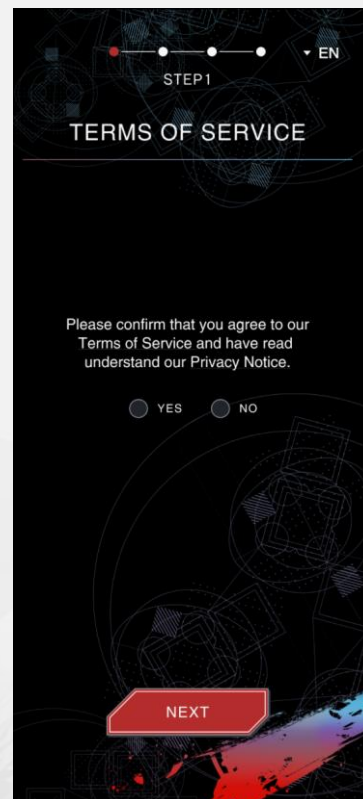 EN
STEP1
TERMS OF SERVICE
Please confirm that you agree to our
Terms of Service and have read
understand our Privacy Notice.
YES NO
NEXT